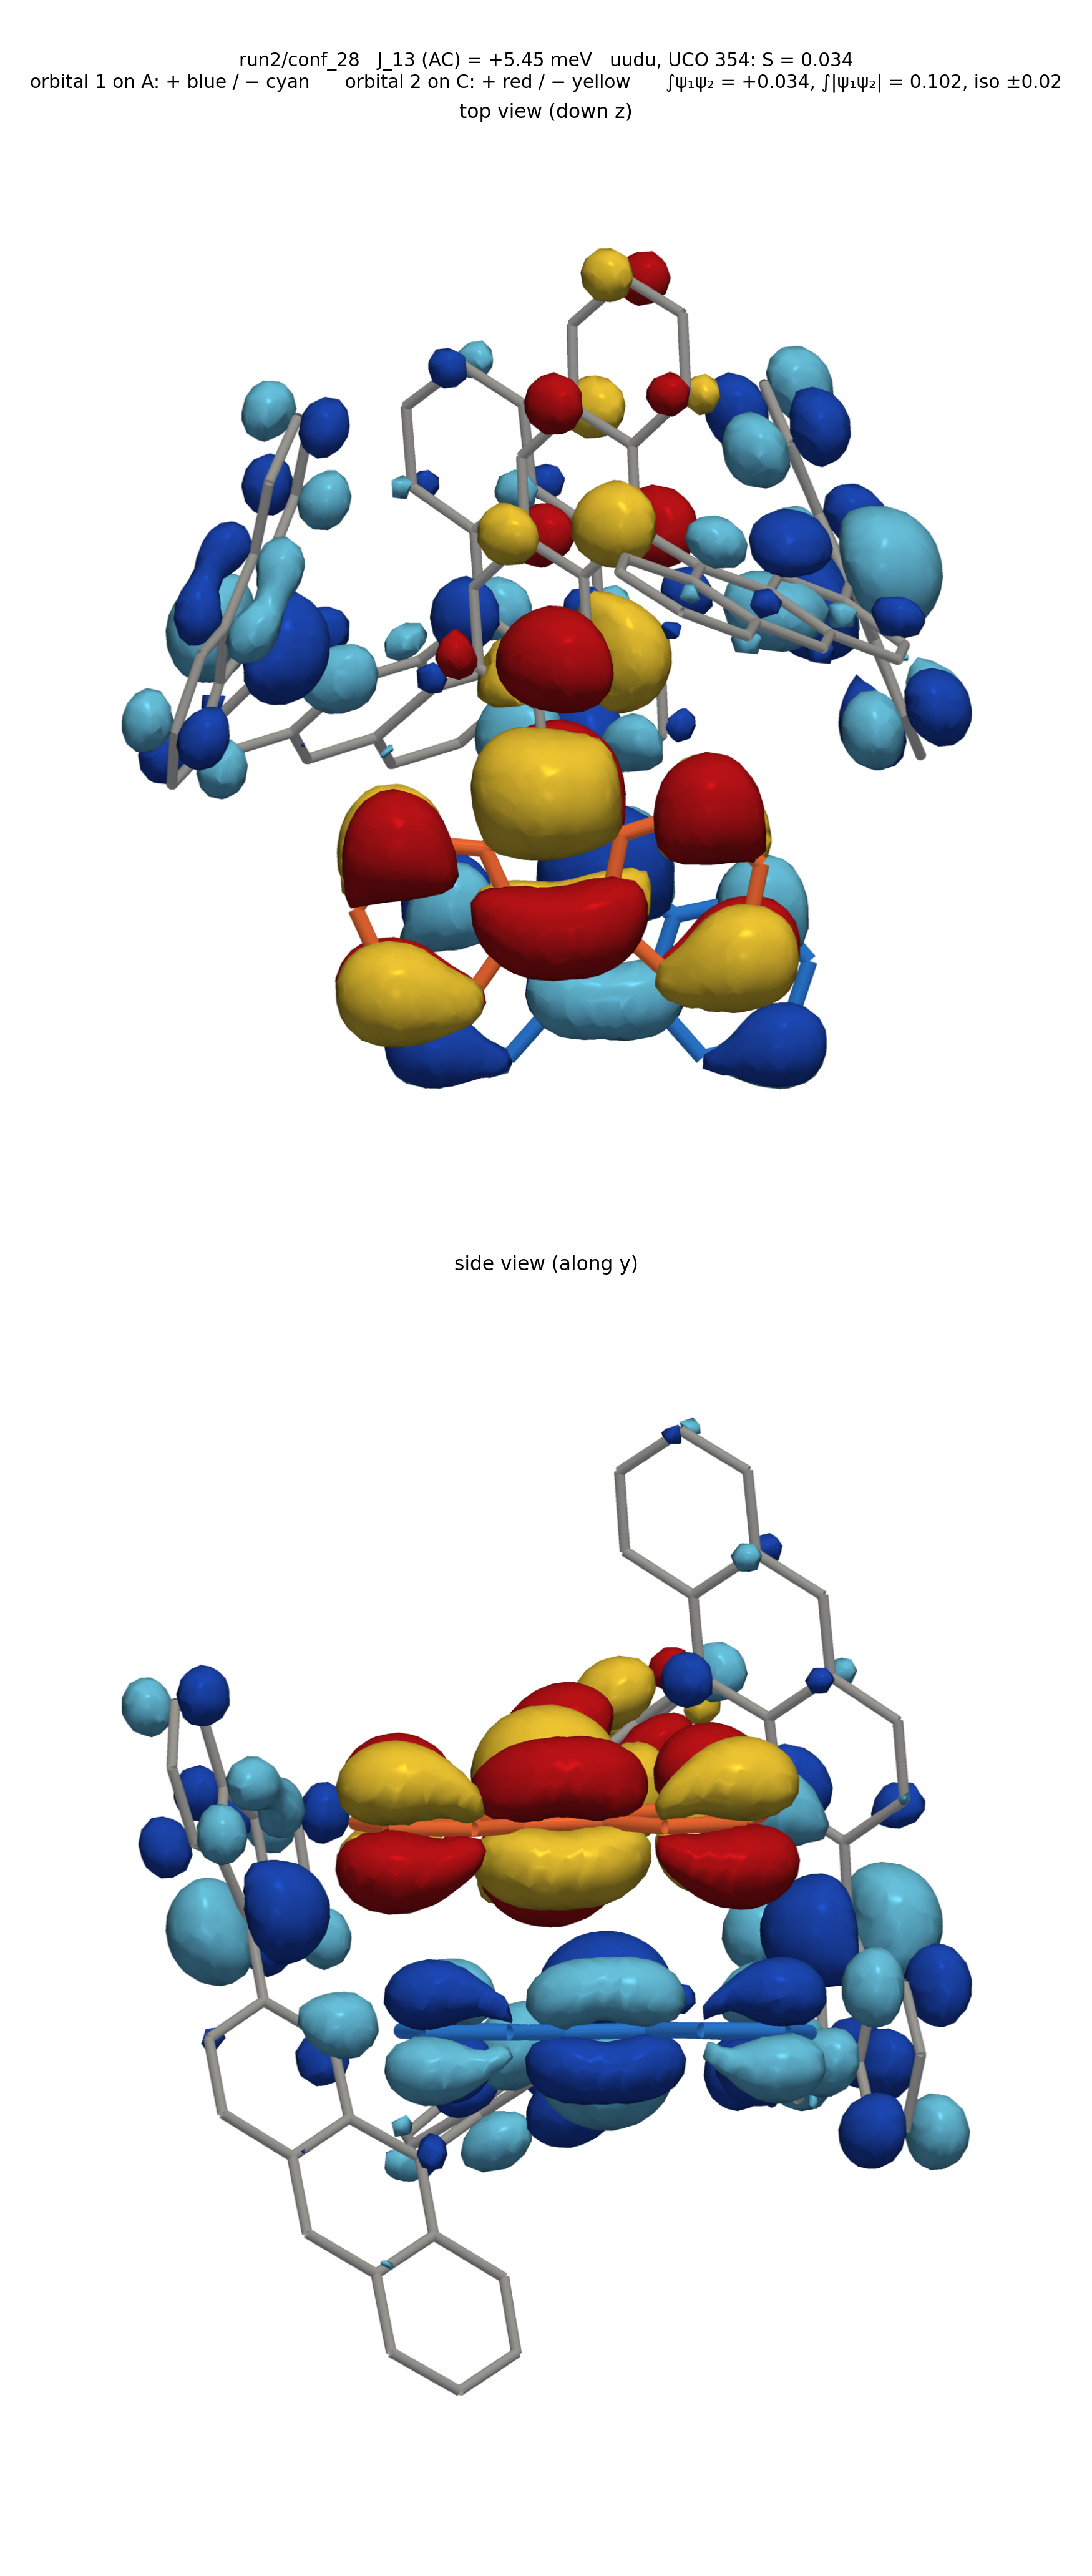 run2/conf_28   J_13 (AC) = +5.45 meV   uudu, UCO 354: S = 0.034
orbital 1 on A: + blue / − cyan      orbital 2 on C: + red / − yellow      ∫ψ₁ψ₂ = +0.034, ∫|ψ₁ψ₂| = 0.102, iso ±0.02
top view (down z)
side view (along y)